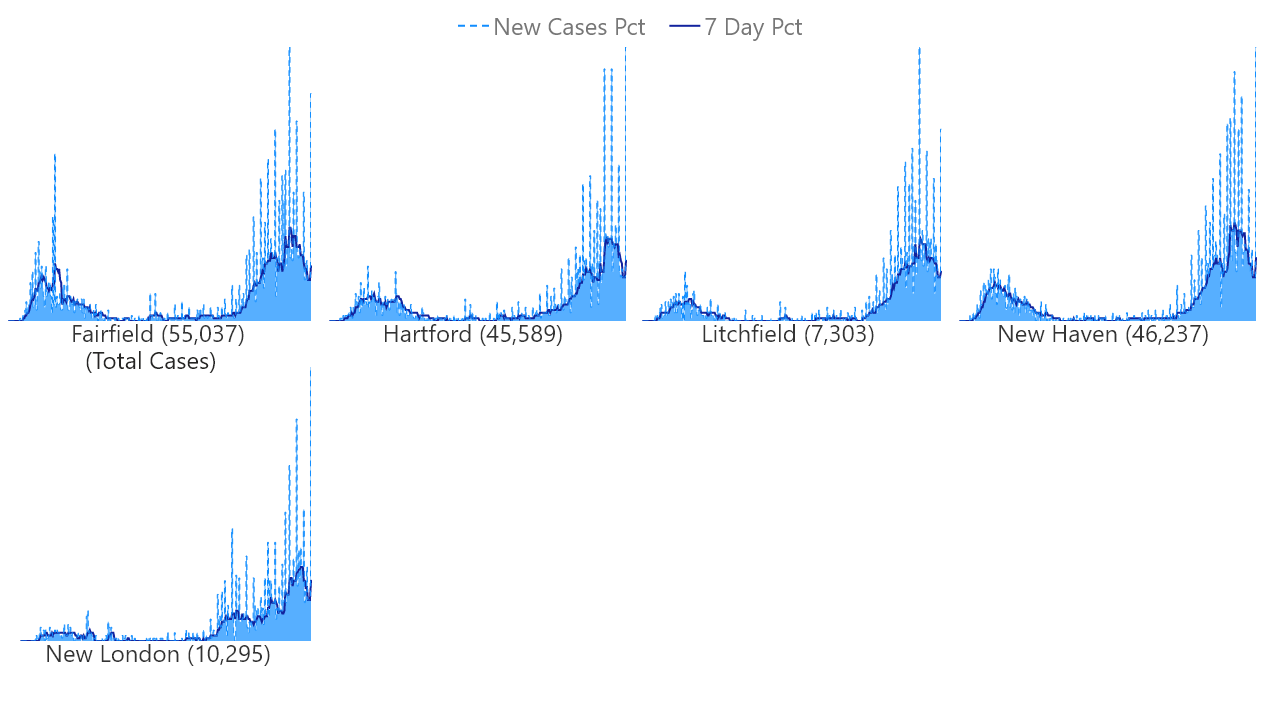 New Cases Pct 7 Day Pct
Fairfield (55,037)
(Total Cases)
Hartford (45,589)
Litchfield (7,303)
New Haven (46,237)
New London (10,295)